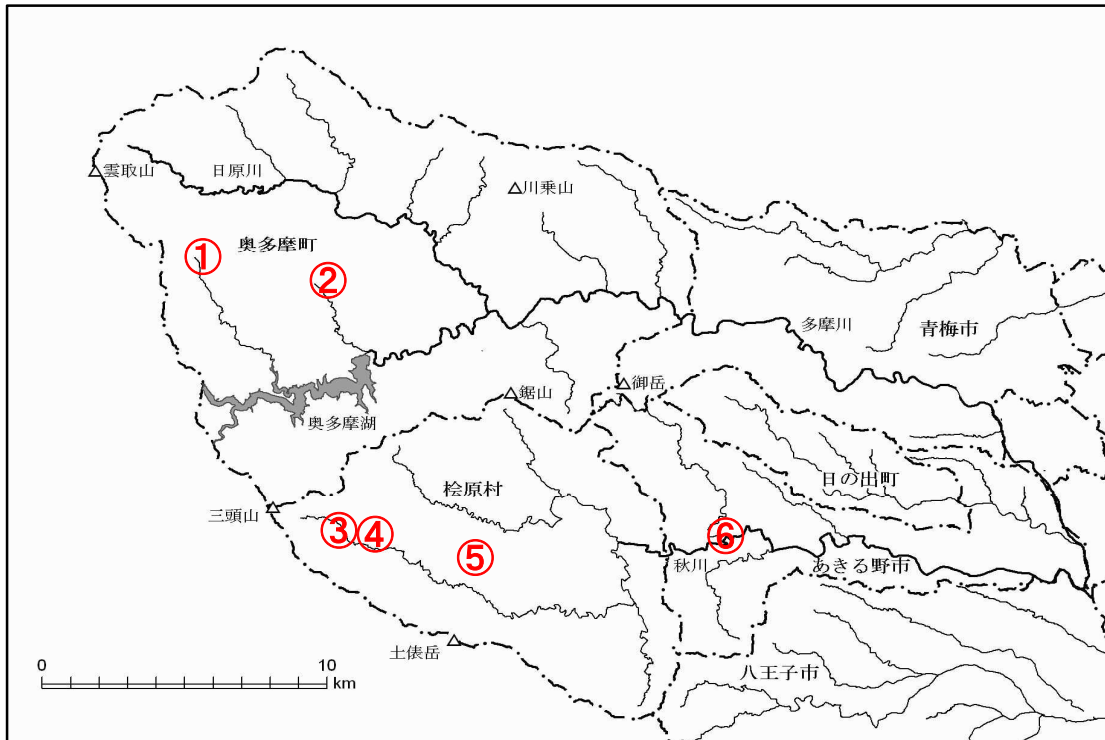 雲取山
日原川
川乗山
奥多摩町
①
②
多摩川
青梅市
御岳
鋸山
奥多摩湖
日の出町
桧原村
三頭山
③
④
⑤
⑥
秋川
あきる野市
土俵岳
八王子市
0
10
km